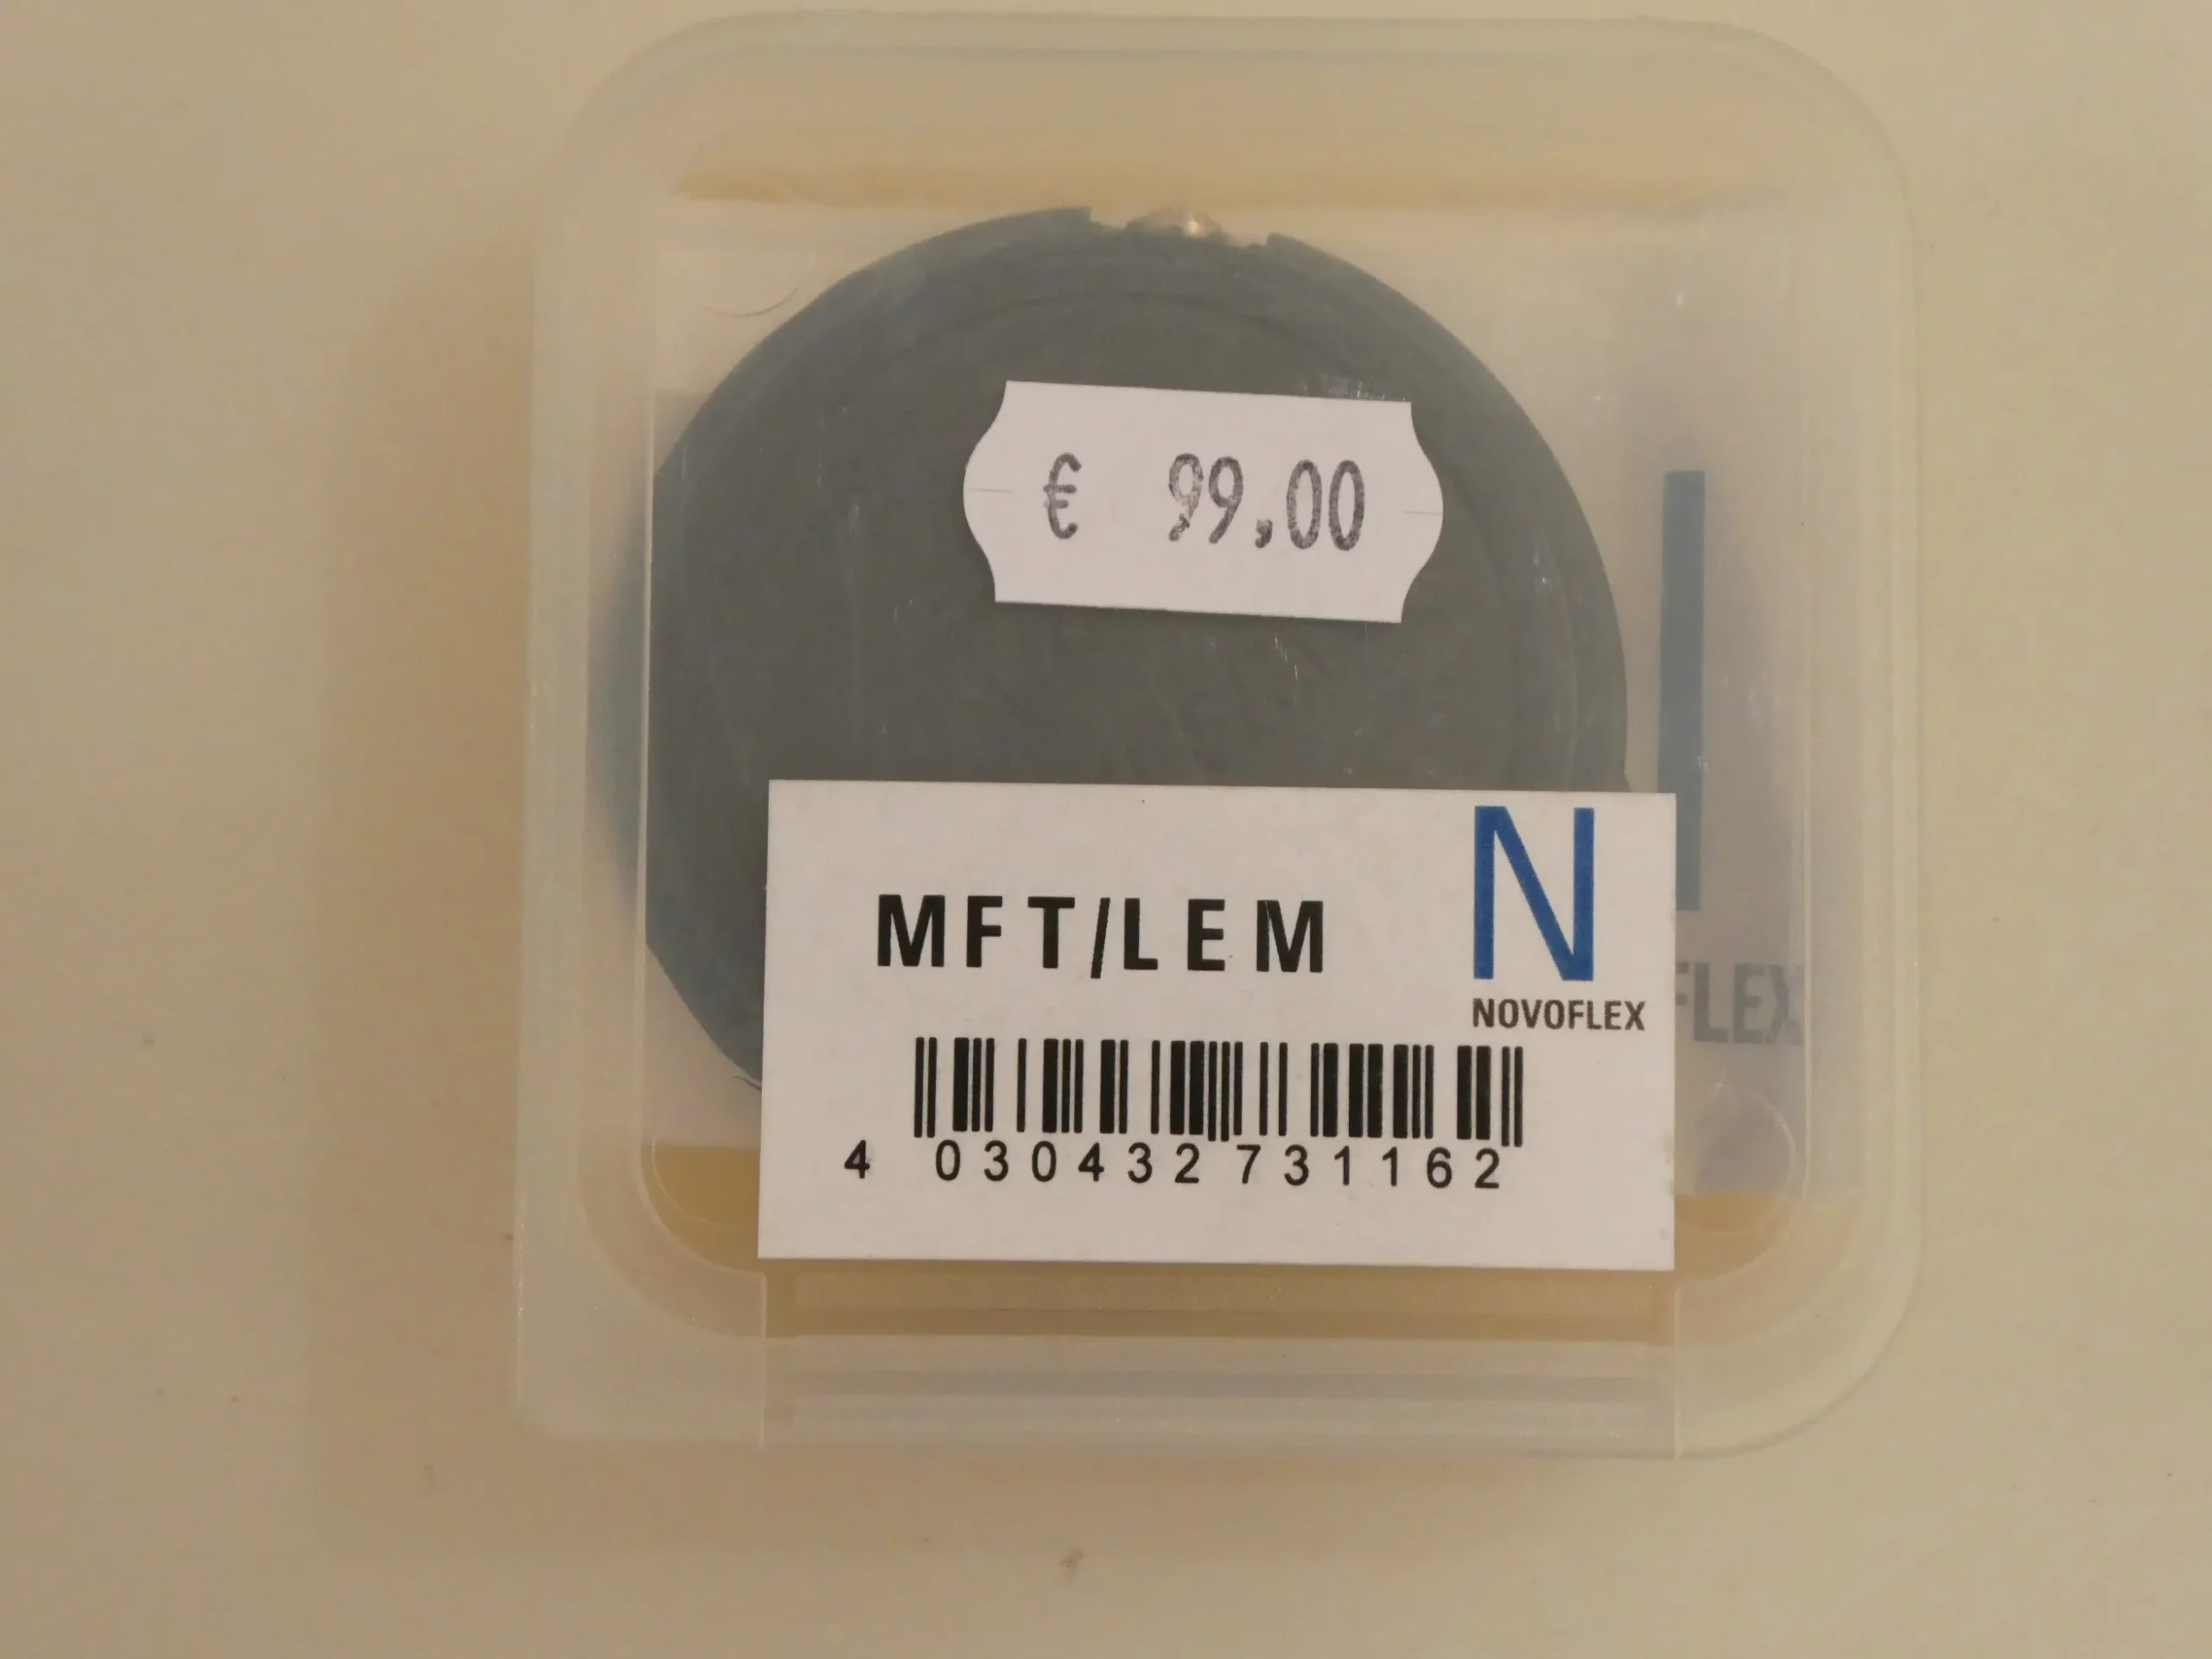 € 99,00
MFT/LEM
N
NOVOFLEX
FLEX
4 030432 731162